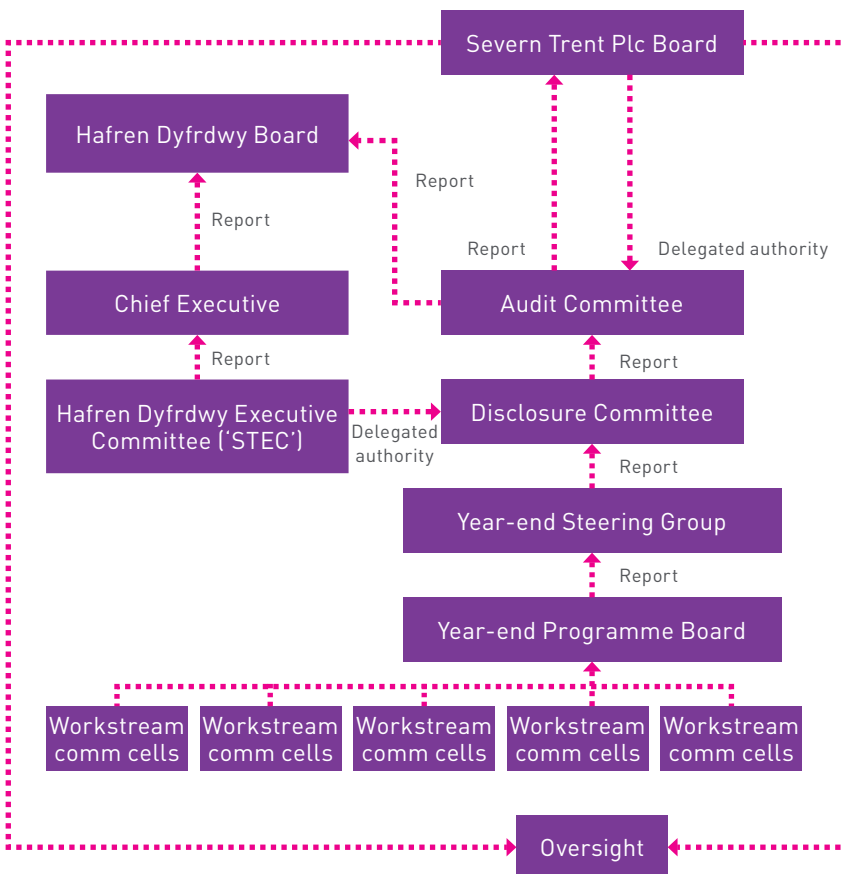 Severn Trent Plc Board
Hafren Dyfrdwy Board
Report
Report
Report
Delegated authority
Chief Executive
Audit Committee
Report
Report
Hafren Dyfrdwy Executive
Committee (‘STEC’)
Delegated
authority
Disclosure Committee
Report
Year-end Steering Group
Report
Year-end Programme Board
Workstream
comm cells
Workstream
comm cells
Workstream
comm cells
Workstream
comm cells
Workstream
comm cells
Oversight